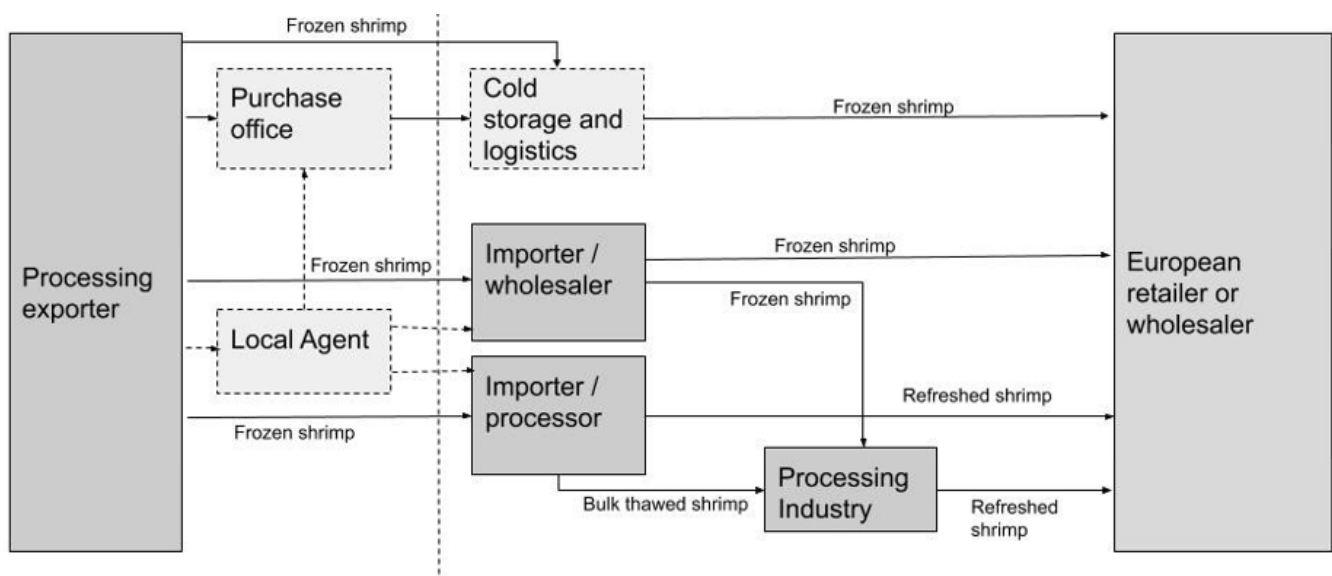 Frozen shrimp
Purchase
office
Cold
storage and
logistics
Frozen shrimp
Processing
exporter
Frozen shrimp
Importer /
wholesaler
Frozen shrimp
Frozen shrimp
European
retailer or
wholesaler
Local Agent
Importer /
processor
Frozen shrimp
Refreshed shrimp
Bulk thawed shrimp
Processing
Industry
Refreshed
shrimp